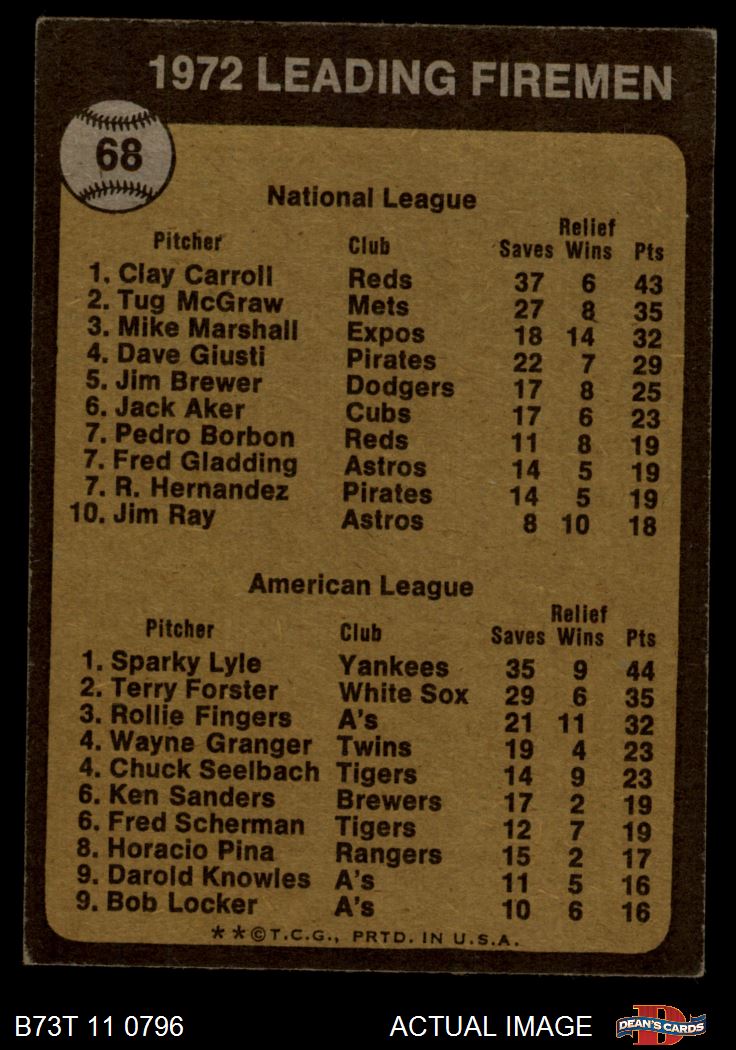 1972 LEADING FIREMEN
68
National League
Pitcher Club Saves Relief Wins Pts
1. Clay Carroll Reds 37 6 43
2. Tug McGraw Mets 27 8 35
3. Mike Marshall Expos 18 14 32
4. Dave Giusti Pirates 22 7 29
5. Jim Brewer Dodgers 17 8 25
6. Jack Aker Cubs 17 6 23
7. Pedro Borbon Reds 11 8 19
7. Fred Gladding Astros 14 5 19
7. R. Hernandez Pirates 14 5 19
10. Jim Ray Astros 8 10 18
American League
Pitcher Club Saves Relief Wins Pts
1. Sparky Lyle Yankees 35 9 44
2. Terry Forster White Sox 29 6 35
3. Rollie Fingers A's 21 11 32
4. Wayne Granger Twins 19 4 23
4. Chuck Seelbach Tigers 14 9 23
6. Ken Sanders Brewers 17 2 19
6. Fred Scherman Tigers 12 7 19
8. Horacio Pina Rangers 15 2 17
9. Darold Knowles A's 11 5 16
9. Bob Locker A's 10 6 16
**©T.C.G., PRTD. IN U.S.A.
B73T 11 0796 ACTUAL IMAGE D DEAN'S CARDS